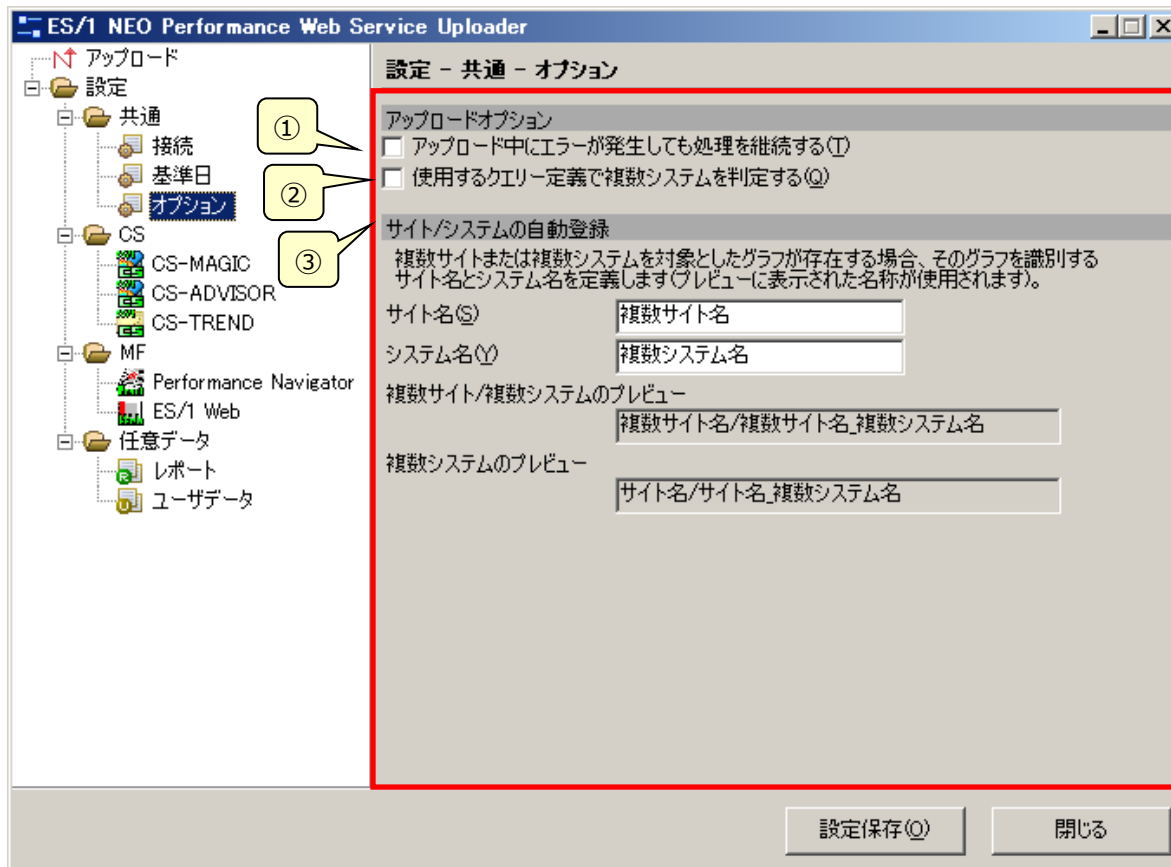 ES/1 NEO Performance Web Service Uploader
アップロード
設定
共通
接続
基準日
オプション
CS
CS-MAGIC
CS-ADVISOR
CS-TREND
MF
Performance Navigator
ES/1 Web
任意データ
レポート
ユーザデータ
設定 - 共通 - オプション
アップロードオプション
①
アップロード中にエラーが発生しても処理を継続する(T)
②
使用するクエリー定義で複数システムを判定する(Q)
③
サイト/システムの自動登録
複数サイトまたは複数システムを対象としたグラフが存在する場合、そのグラフを識別する
サイト名とシステム名を定義します(プレビューに表示された名称が使用されます)。
サイト名(S)
複数サイト名
システム名(Y)
複数システム名
複数サイト/複数システムのプレビュー
複数サイト名/複数サイト名_複数システム名
複数システムのプレビュー
サイト名/サイト名_複数システム名
設定保存(O)
閉じる